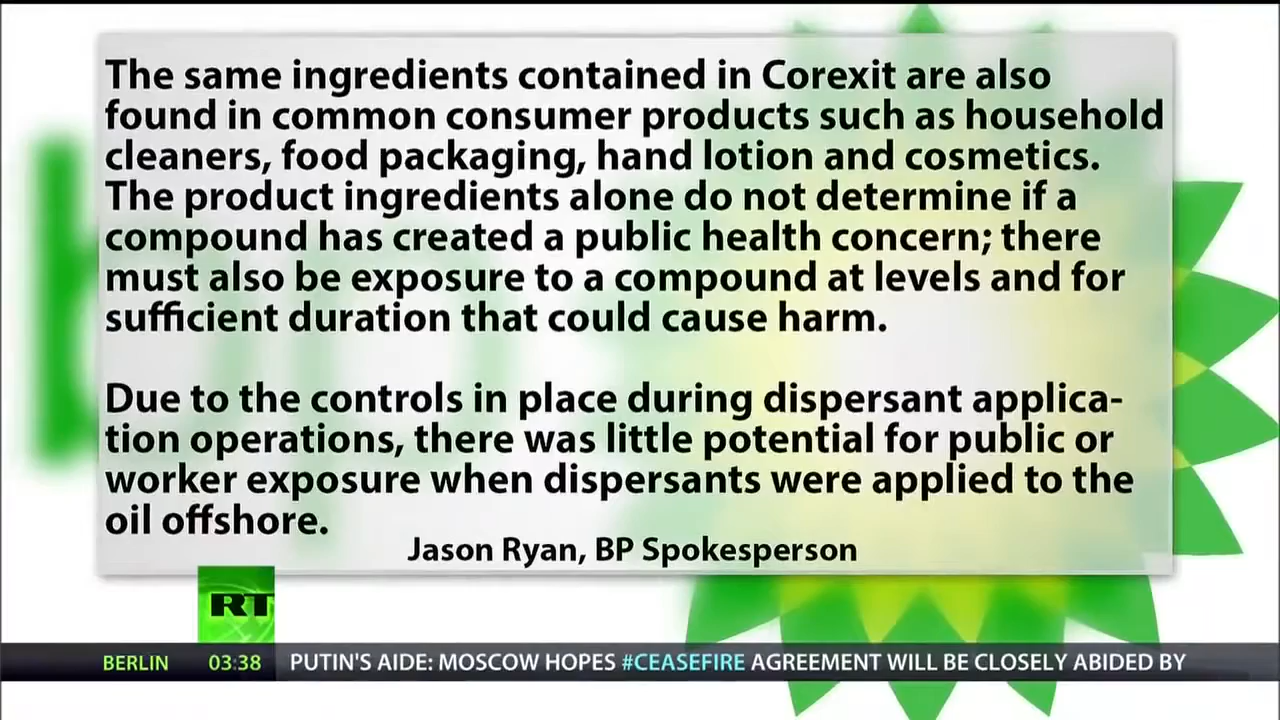 The same ingredients contained in Corexit are also
found in common consumer products such as household
cleaners, food packaging, hand lotion and cosmetics.
The product ingredients alone do not determine if a
compound has created a public health concern; there
must also be exposure to a compound at levels and for
sufficient duration that could cause harm.
Due to the controls in place during dispersant applica-
tion operations, there was little potential for public or
worker exposure when dispersants were applied to the
oil offshore.
Jason Ryan, BP Spokesperson
RT
BERLIN 03:38 PUTIN'S AIDE: MOSCOW HOPES #CEASEFIRE AGREEMENT WILL BE CLOSELY ABIDED BY